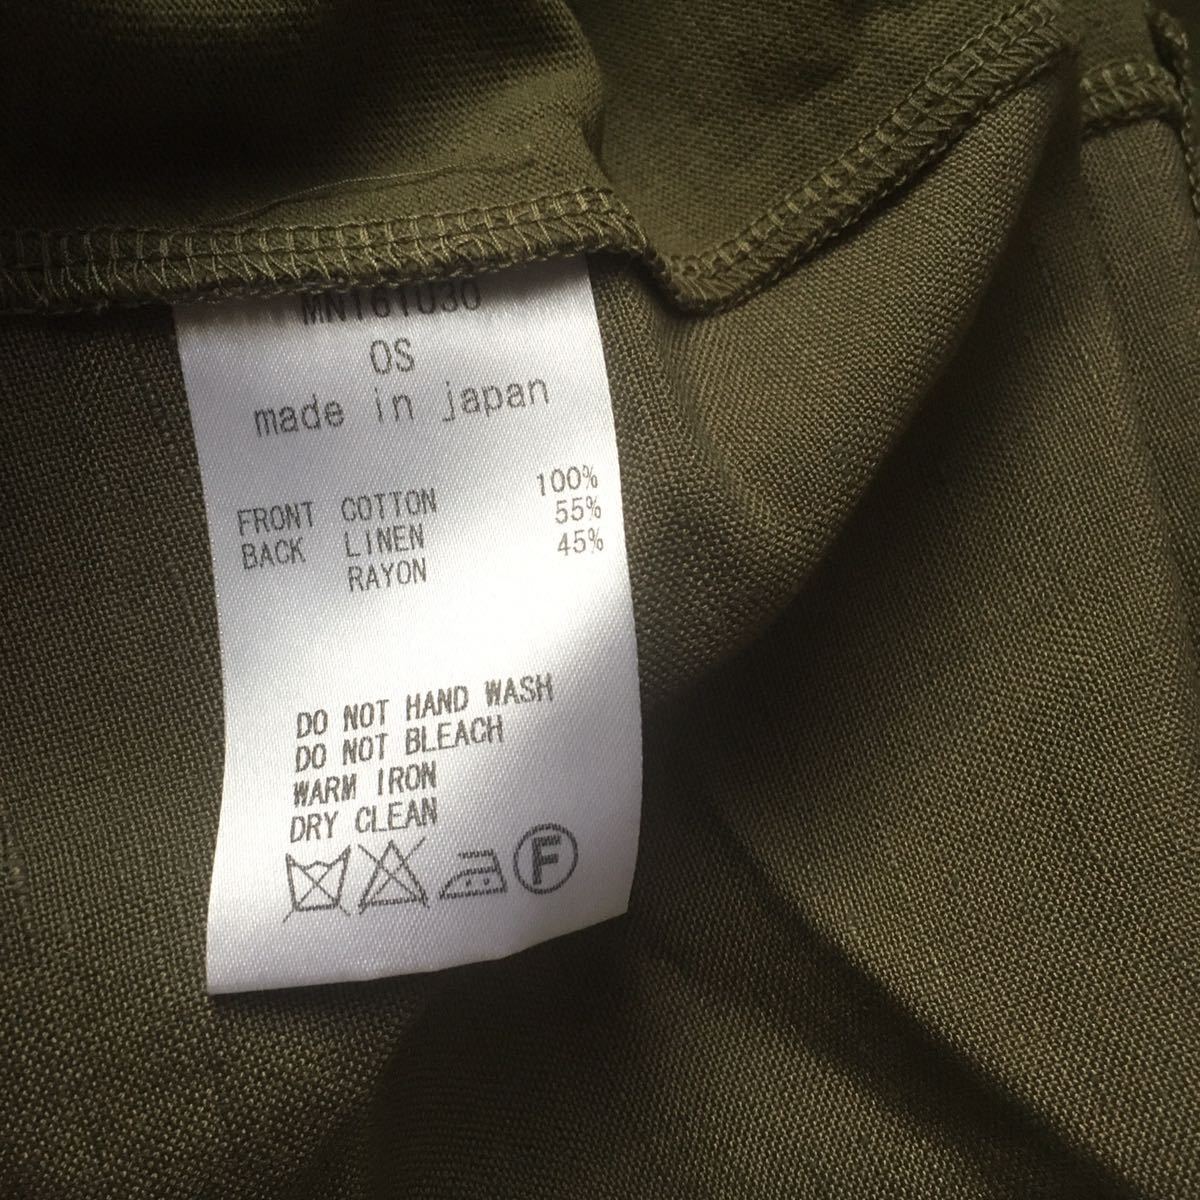 MN161U30
OS
made in japan
FRONT COTTON 100%
BACK LINEN 55%
RAYON 45%
DO NOT HAND WASH
DO NOT BLEACH
WARM IRON
DRY CLEAN
F